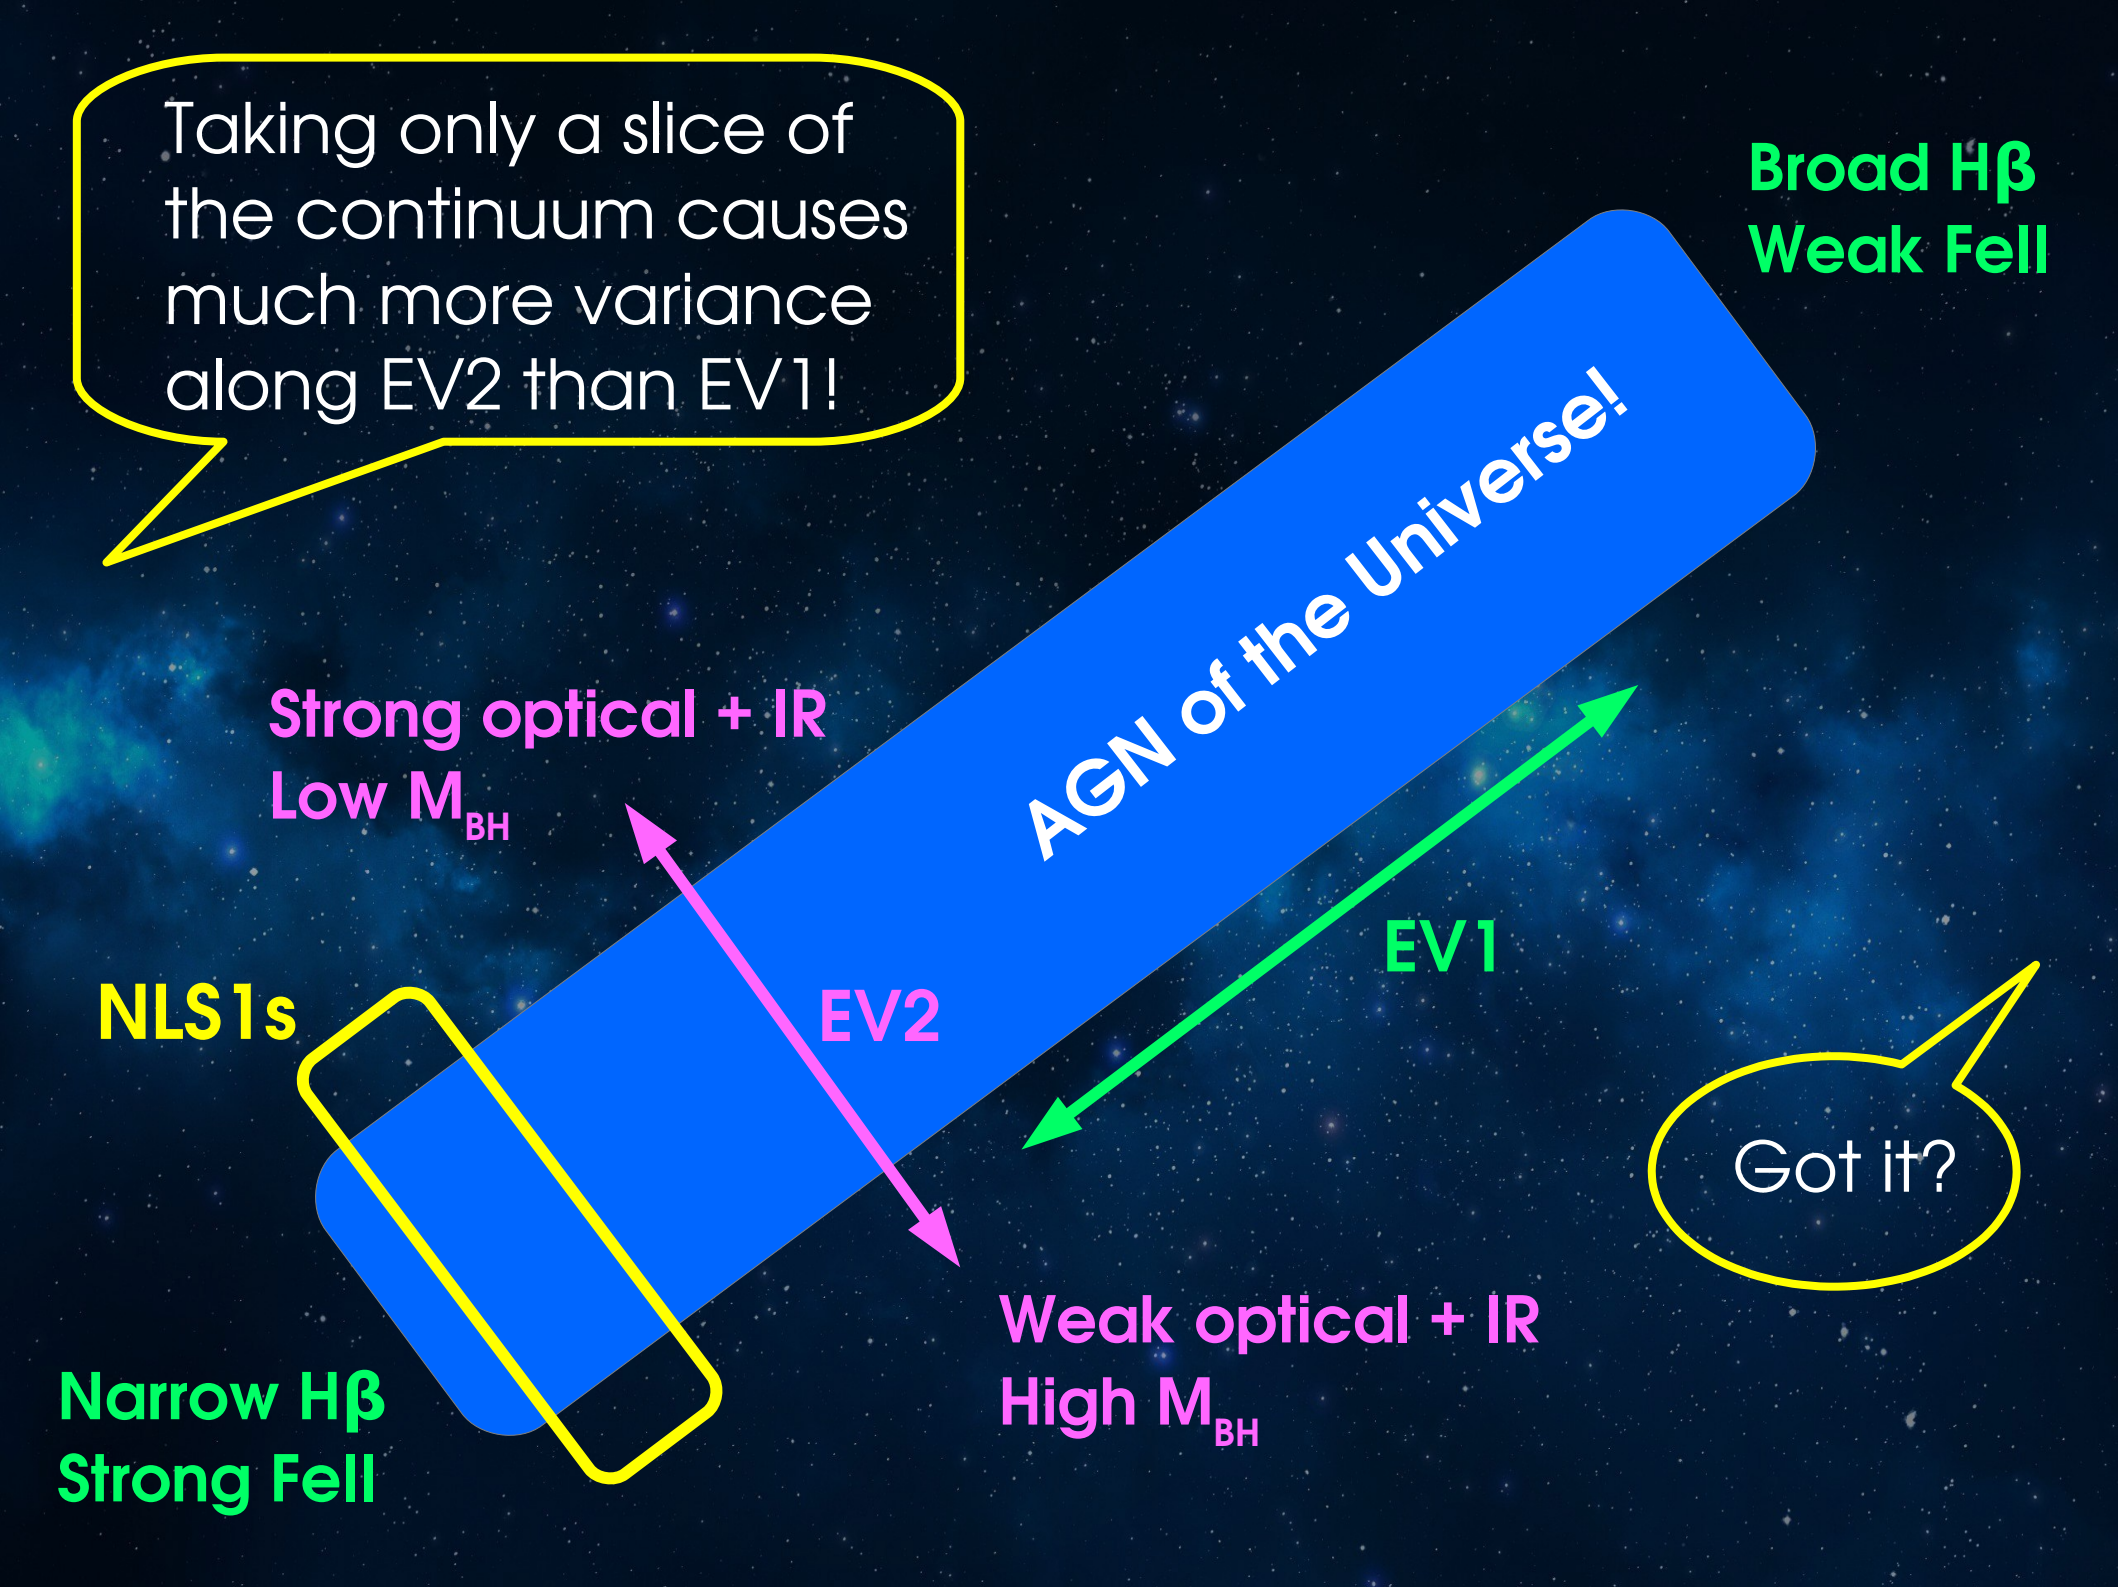 Taking only a slice of
the continuum causes
much more variance
along EV2 than EV1!
Broad Hβ
Weak FeII
AGN of the Universe!
Strong optical + IR
Low M_BH
EV1
NLS1s
EV2
Got it?
Weak optical + IR
High M_BH
Narrow Hβ
Strong FeII